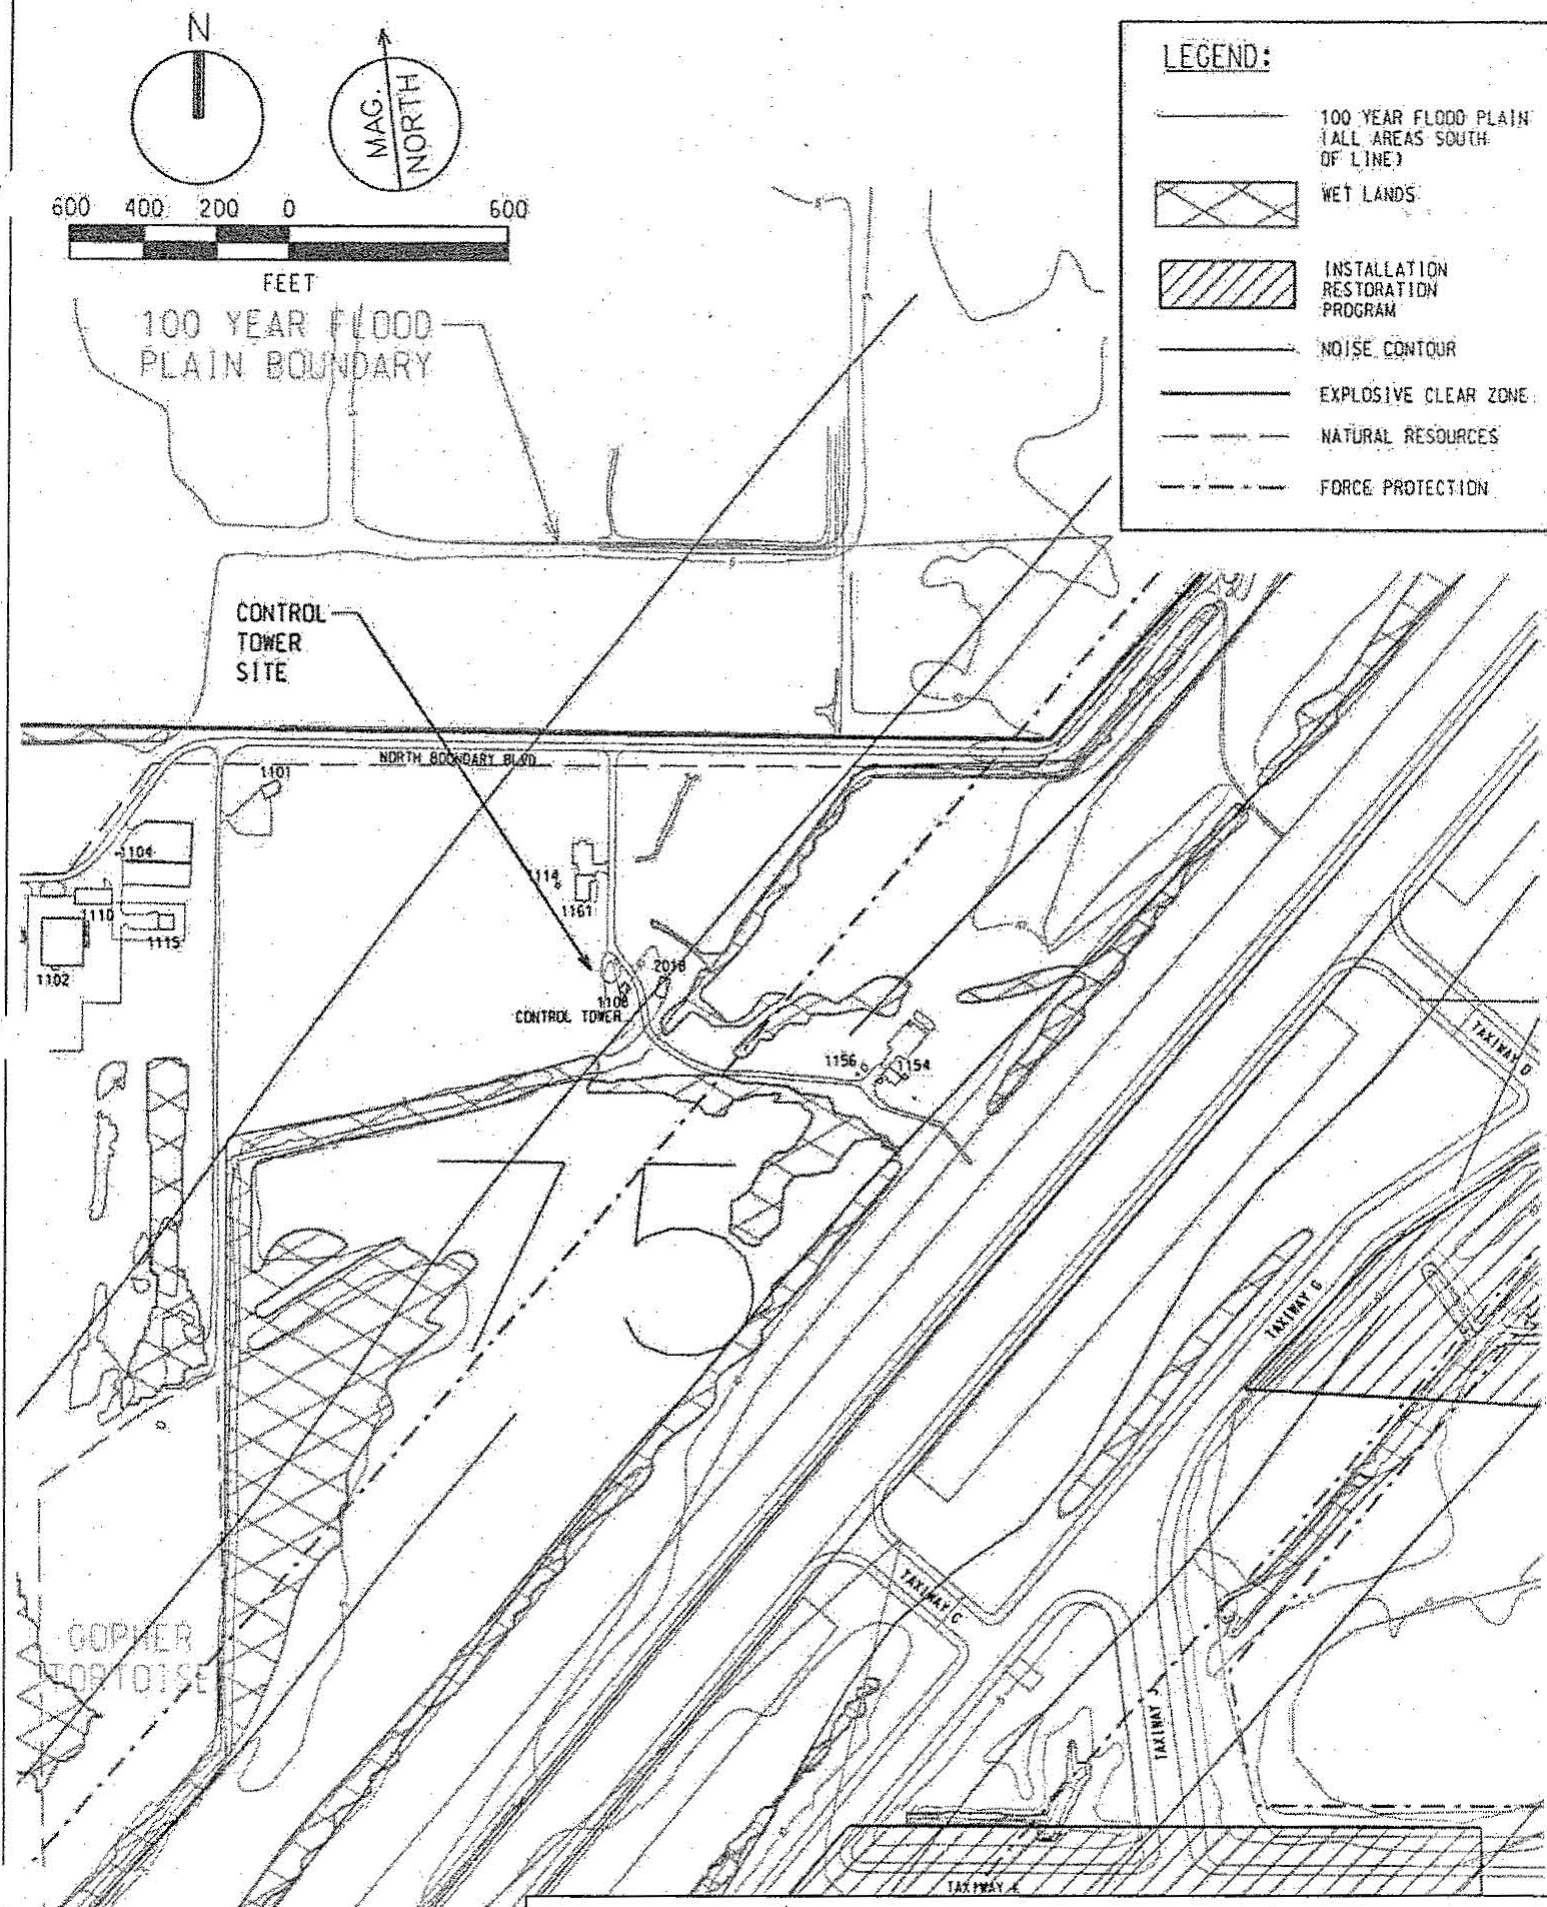 N
MAG.
NORTH
600 400 200 0 600
FEET
LEGEND:
100 YEAR FLOOD PLAIN
(ALL AREAS SOUTH
OF LINE)
WET LANDS
INSTALLATION
RESTORATION
PROGRAM
NOISE CONTOUR
EXPLOSIVE CLEAR ZONE
NATURAL RESOURCES
FORCE PROTECTION
100 YEAR FLOOD
PLAIN BOUNDARY
CONTROL
TOWER
SITE
NORTH BOUNDARY BLVD
1101
1104
1110
1115
1102
1114
1161
2018
1108
CONTROL TOWER
1156
1154
TAXIWAY D
TAXIWAY G
TAXIWAY C
TAXIWAY J
GOPHER
TORTOISE
TAXIWAY E